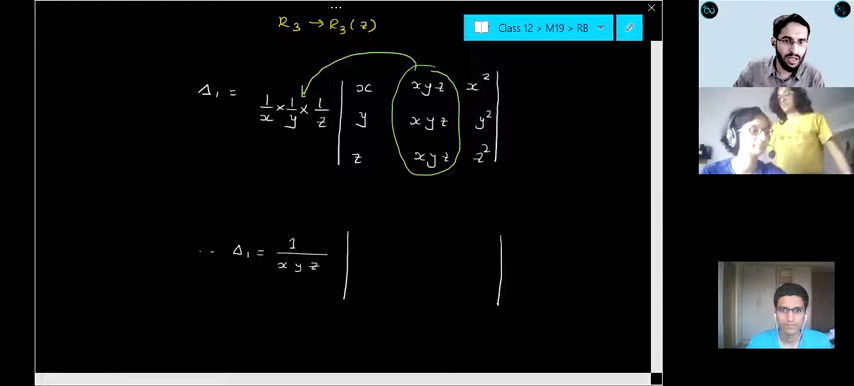 R₃ → R₃(z)
Class 12 > M19 > RB
Δ₁ = 1/x × 1/y × 1/z | x xyz x² |
| y xyz y² |
| z xyz z² |
∴ Δ₁ = 1/xyz | |